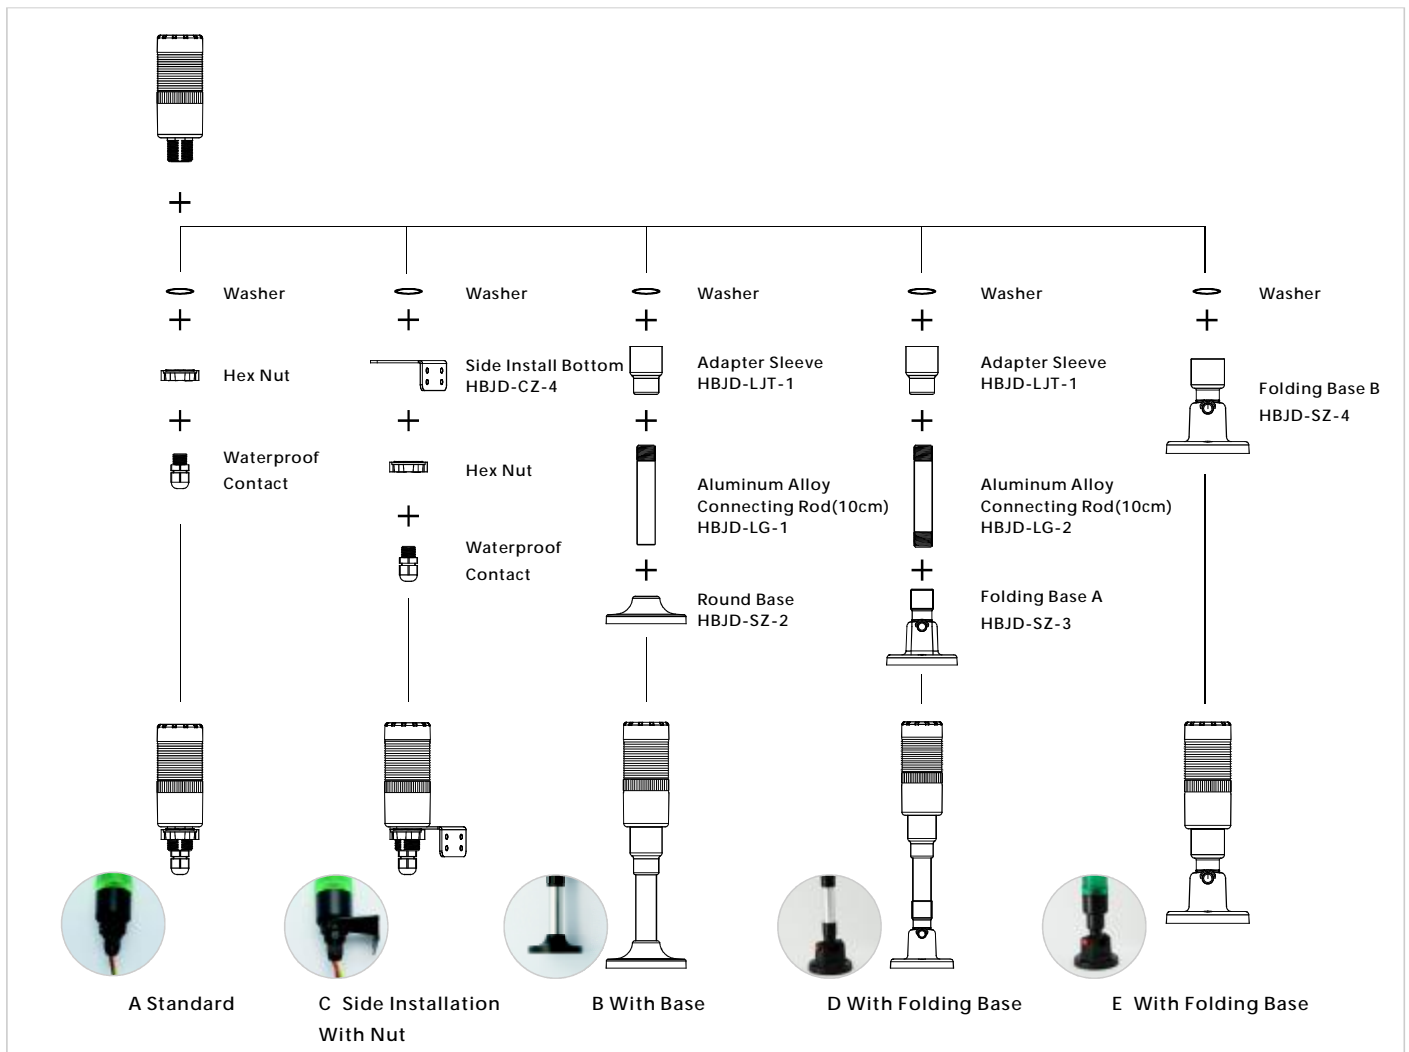 Washer
Washer
Washer
Washer
Washer
Hex Nut
Side Install Bottom
HBJD-CZ-4
Adapter Sleeve
HBJD-LJT-1
Adapter Sleeve
HBJD-LJT-1
Folding Base B
HBJD-SZ-4
Waterproof
Contact
Hex Nut
Aluminum Alloy
Connecting Rod(10cm)
HBJD-LG-1
Aluminum Alloy
Connecting Rod(10cm)
HBJD-LG-2
Waterproof
Contact
Round Base
HBJD-SZ-2
Folding Base A
HBJD-SZ-3
A Standard
C Side Installation
With Nut
B With Base
D With Folding Base
E With Folding Base